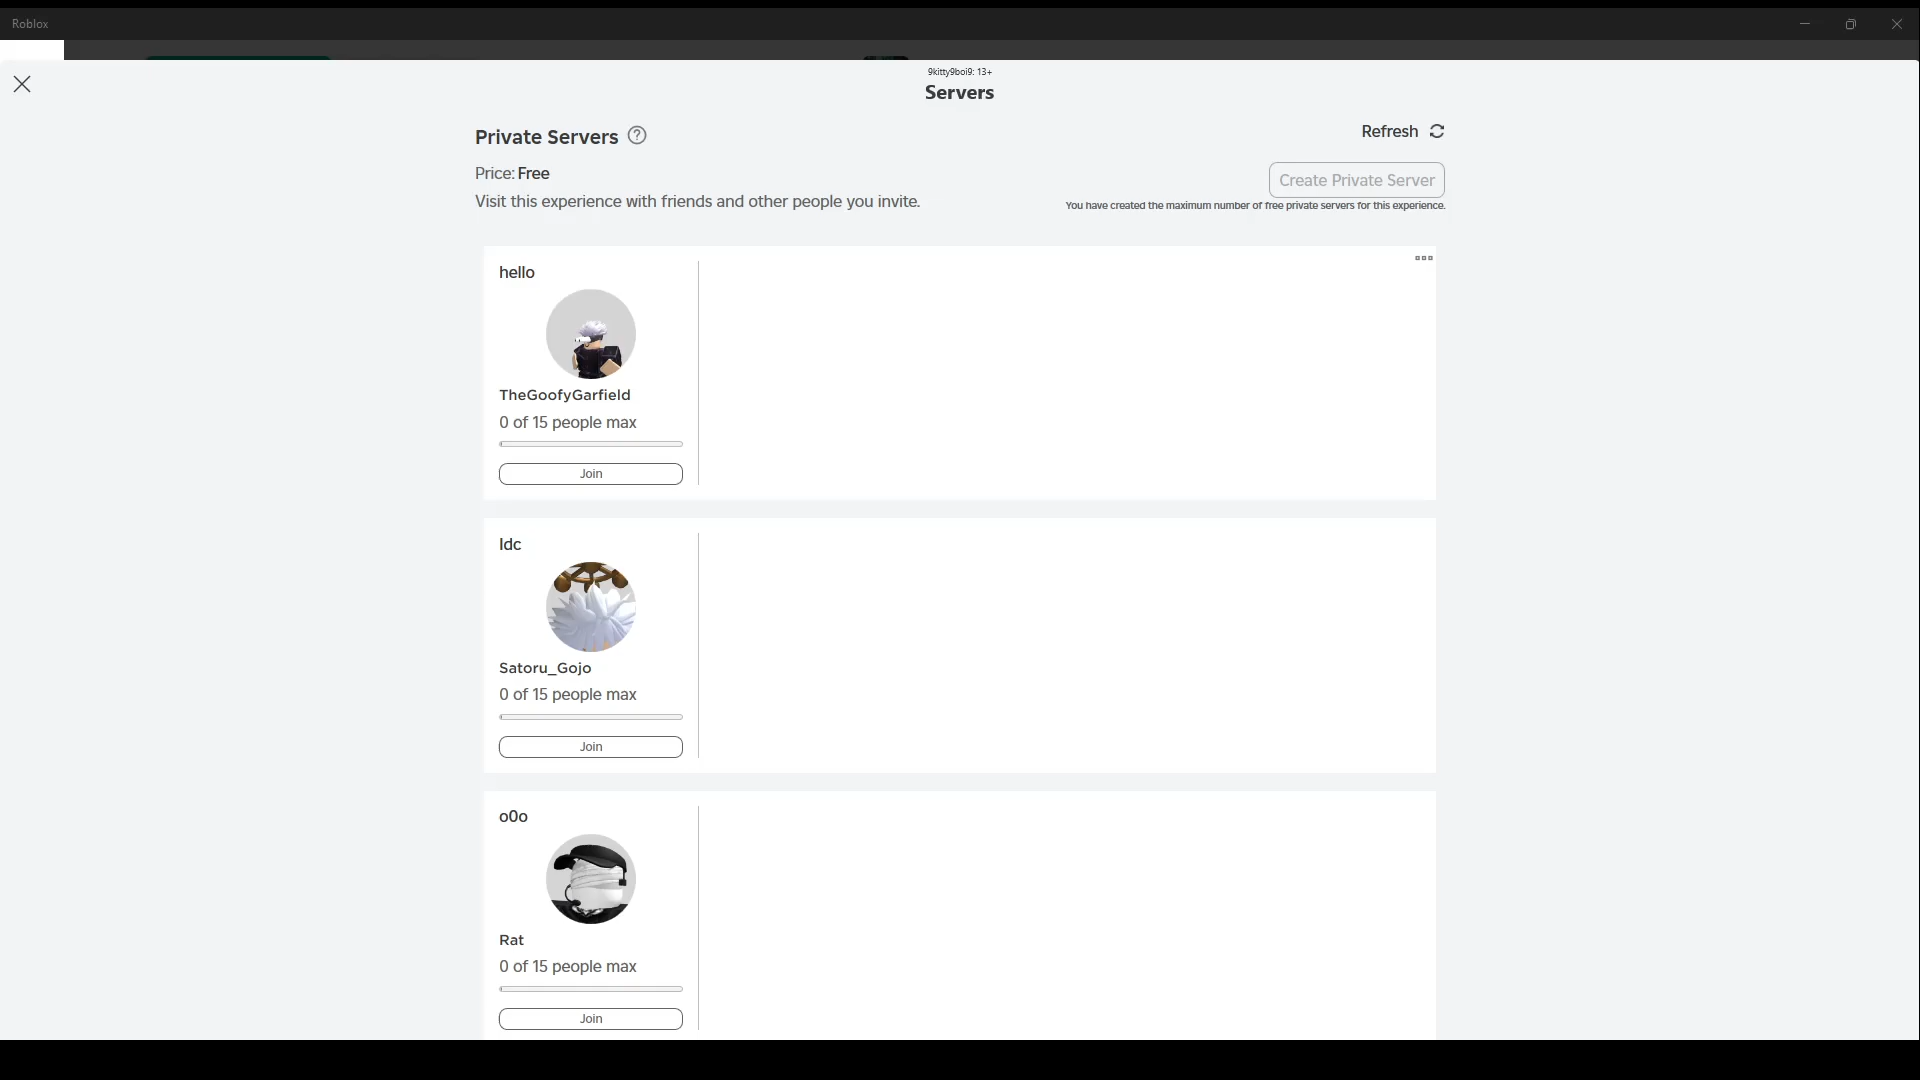 Roblox
9kitty9boi9: 13+
Servers
Private Servers
Refresh
Price: Free
Create Private Server
Visit this experience with friends and other people you invite.
You have created the maximum number of free private servers for this experience.
hello
TheGoofyGarfield
0 of 15 people max
Join
Idc
Satoru_Gojo
0 of 15 people max
Join
o0o
Rat
0 of 15 people max
Join